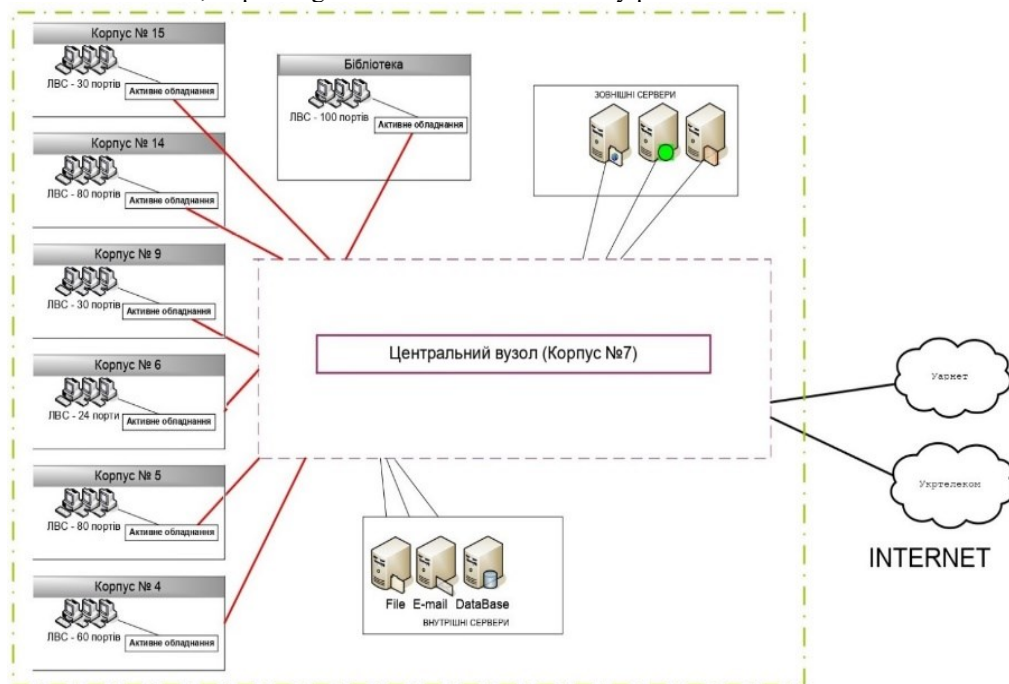 Корпус № 15
ЛВС - 30 портів
Активне обладнання
Бібліотека
ЛВС - 100 портів
Активне обладнання
ЗОВНІШНІ СЕРВЕРИ
Корпус № 14
ЛВС - 80 портів
Активне обладнання
Корпус № 9
ЛВС - 30 портів
Активне обладнання
Центральний вузол (Корпус №7)
Корпус № 6
ЛВС - 24 порти
Активне обладнання
Уарнет
Корпус № 5
ЛВС - 80 портів
Активне обладнання
Укртелеком
INTERNET
Корпус № 4
ЛВС - 60 портів
Активне обладнання
File E-mail DataBase
ВНУТРІШНІ СЕРВЕРИ